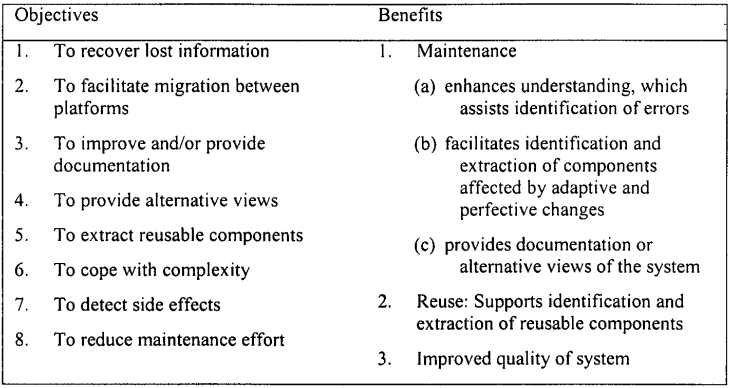 Objectives
1. To recover lost information
2. To facilitate migration between
platforms
3. To improve and/or provide
documentation
4. To provide alternative views
5. To extract reusable components
6. To cope with complexity
7. To detect side effects
8. To reduce maintenance effort
Benefits
1. Maintenance
(a) enhances understanding, which
assists identification of errors
(b) facilitates identification and
extraction of components
affected by adaptive and
perfective changes
(c) provides documentation or
alternative views of the system
2. Reuse: Supports identification and
extraction of reusable components
3. Improved quality of system